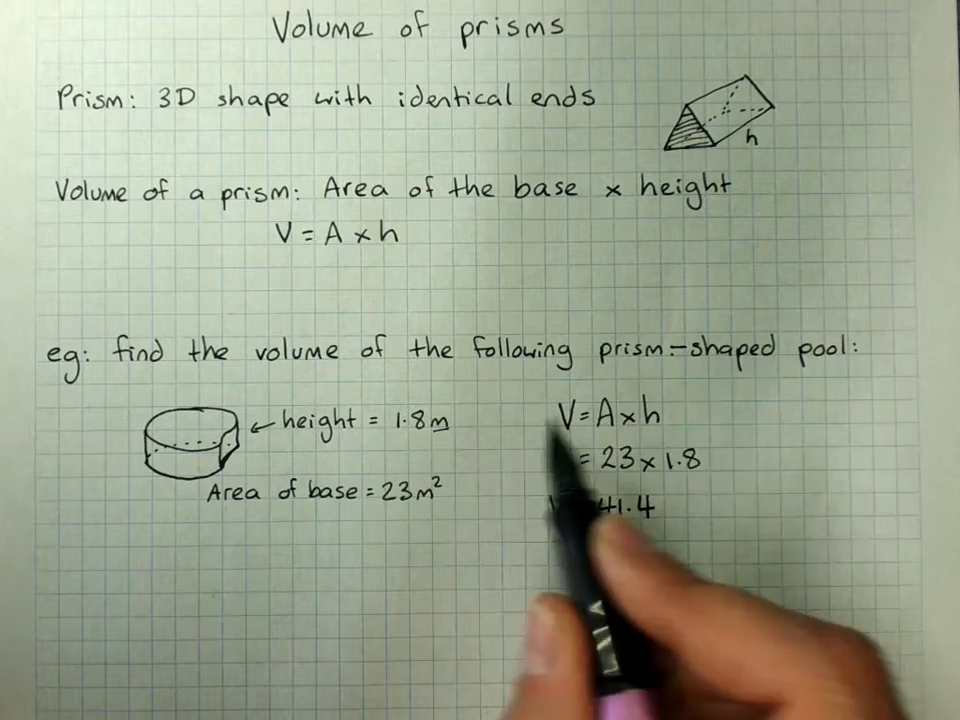 Volume of prisms
Prism: 3D shape with identical ends
h
Volume of a prism: Area of the base × height
V = A × h
eg: find the volume of the following prism-shaped pool:
← height = 1.8m
Area of base = 23m²
V = A × h
= 23 × 1.8
41.4